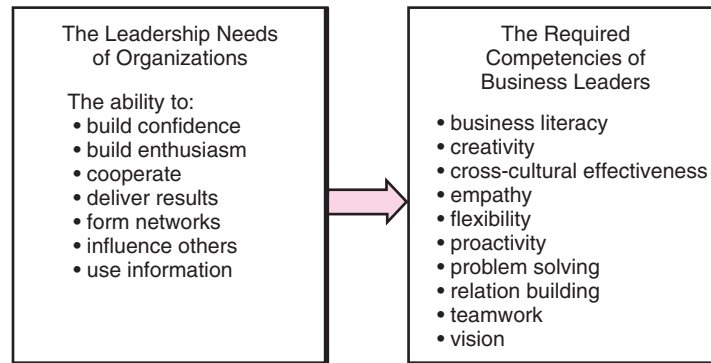 The Leadership Needs
of Organizations
The ability to:
• build confidence
• build enthusiasm
• cooperate
• deliver results
• form networks
• influence others
• use information
The Required
Competencies of
Business Leaders
• business literacy
• creativity
• cross-cultural effectiveness
• empathy
• flexibility
• proactivity
• problem solving
• relation building
• teamwork
• vision